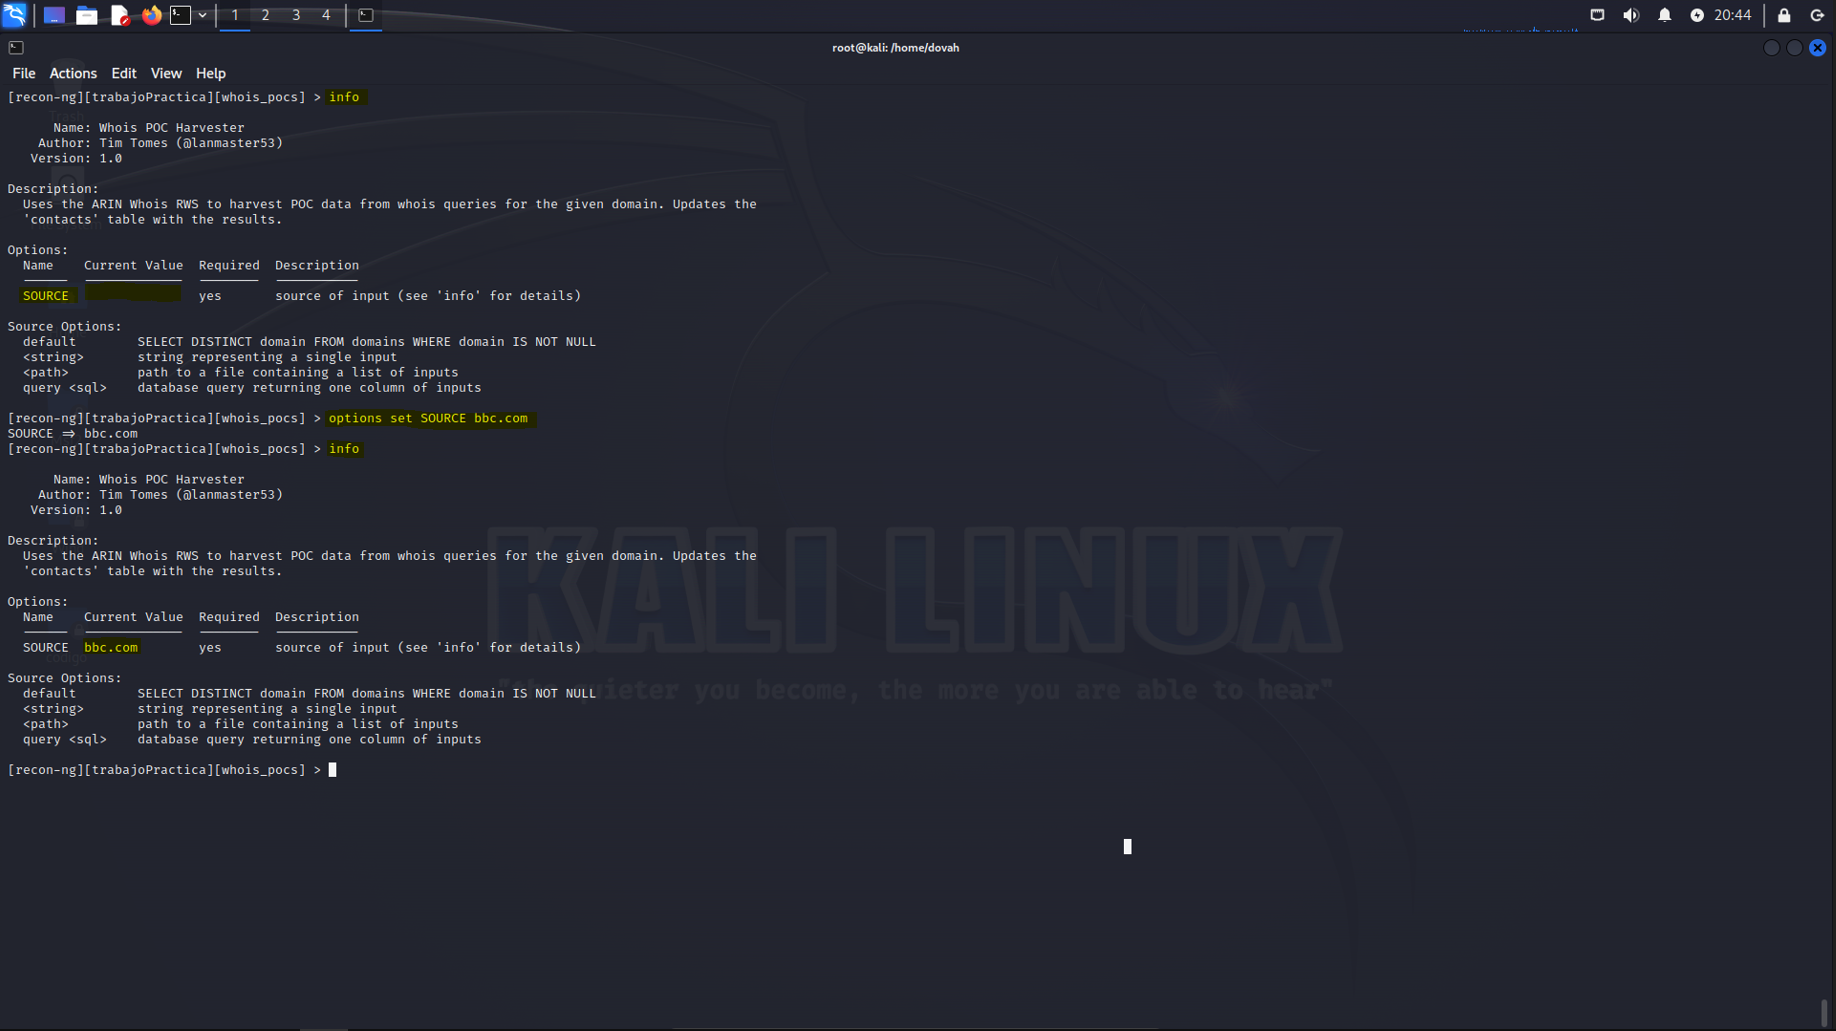 1 2 3 4 20:44
root@kali: /home/dovah
File Actions Edit View Help
[recon-ng][trabajoPractica][whois_pocs] > info
Name: Whois POC Harvester
Author: Tim Tomes (@lanmaster53)
Version: 1.0
Description:
Uses the ARIN Whois RWS to harvest POC data from whois queries for the given domain. Updates the
'contacts' table with the results.
Options:
Name Current Value Required Description
SOURCE yes source of input (see 'info' for details)
Source Options:
default SELECT DISTINCT domain FROM domains WHERE domain IS NOT NULL
<string> string representing a single input
<path> path to a file containing a list of inputs
query <sql> database query returning one column of inputs
[recon-ng][trabajoPractica][whois_pocs] > options set SOURCE bbc.com
SOURCE ⇒ bbc.com
[recon-ng][trabajoPractica][whois_pocs] > info
Name: Whois POC Harvester
Author: Tim Tomes (@lanmaster53)
Version: 1.0
Description:
Uses the ARIN Whois RWS to harvest POC data from whois queries for the given domain. Updates the
'contacts' table with the results.
Options:
Name Current Value Required Description
SOURCE bbc.com yes source of input (see 'info' for details)
Source Options:
default SELECT DISTINCT domain FROM domains WHERE domain IS NOT NULL
<string> string representing a single input
<path> path to a file containing a list of inputs
query <sql> database query returning one column of inputs
[recon-ng][trabajoPractica][whois_pocs] >
KALI LINUX
"the quieter you become, the more you are able to hear"